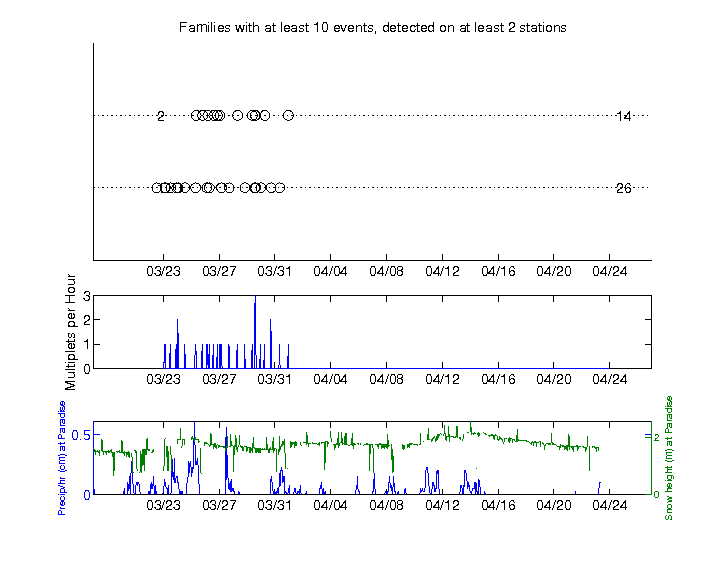 Families with at least 10 events, detected on at least 2 stations
2 14
26
03/23 03/27 03/31 04/04 04/08 04/12 04/16 04/20 04/24
Multiplets per Hour
3
2
1
0
03/23 03/27 03/31 04/04 04/08 04/12 04/16 04/20 04/24
Precip/hr (cm) at Paradise
0.5
0
Snow height (m) at Paradise
2
0
03/23 03/27 03/31 04/04 04/08 04/12 04/16 04/20 04/24